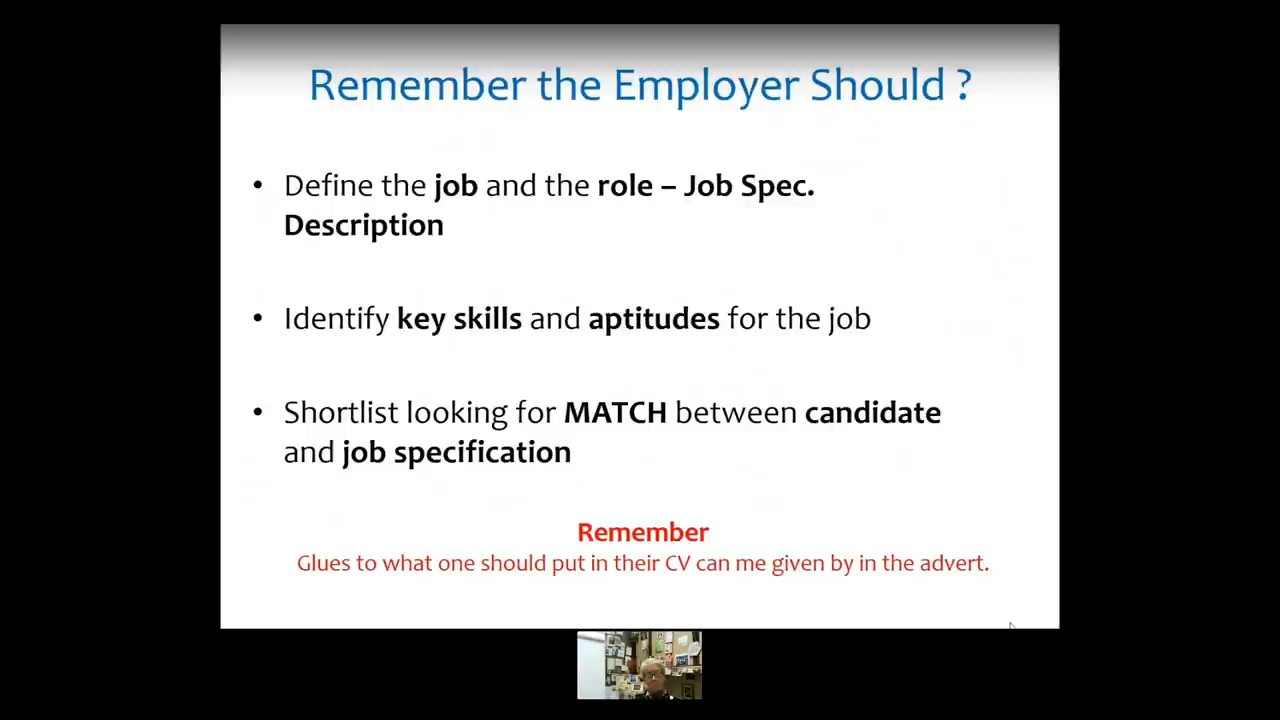 Remember the Employer Should ?
• Define the job and the role – Job Spec.
Description
• Identify key skills and aptitudes for the job
• Shortlist looking for MATCH between candidate
and job specification
Remember
Glues to what one should put in their CV can me given by in the advert.